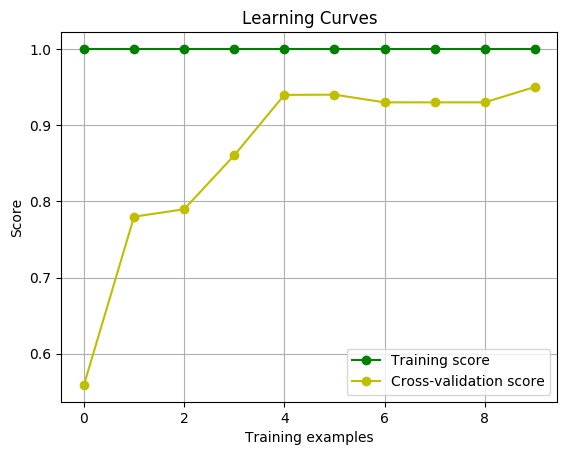 Learning Curves
1.0
0.9
0.8
0.7
0.6
Score
0 2 4 6 8
Training examples
Training score
Cross-validation score